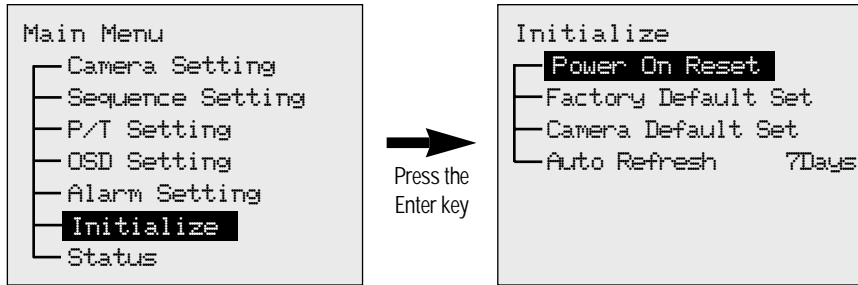 Main Menu
Camera Setting
Sequence Setting
P/T Setting
OSD Setting
Alarm Setting
Initialize
Status
Press the
Enter key
Initialize
Power On Reset
Factory Default Set
Camera Default Set
Auto Refresh 7Days